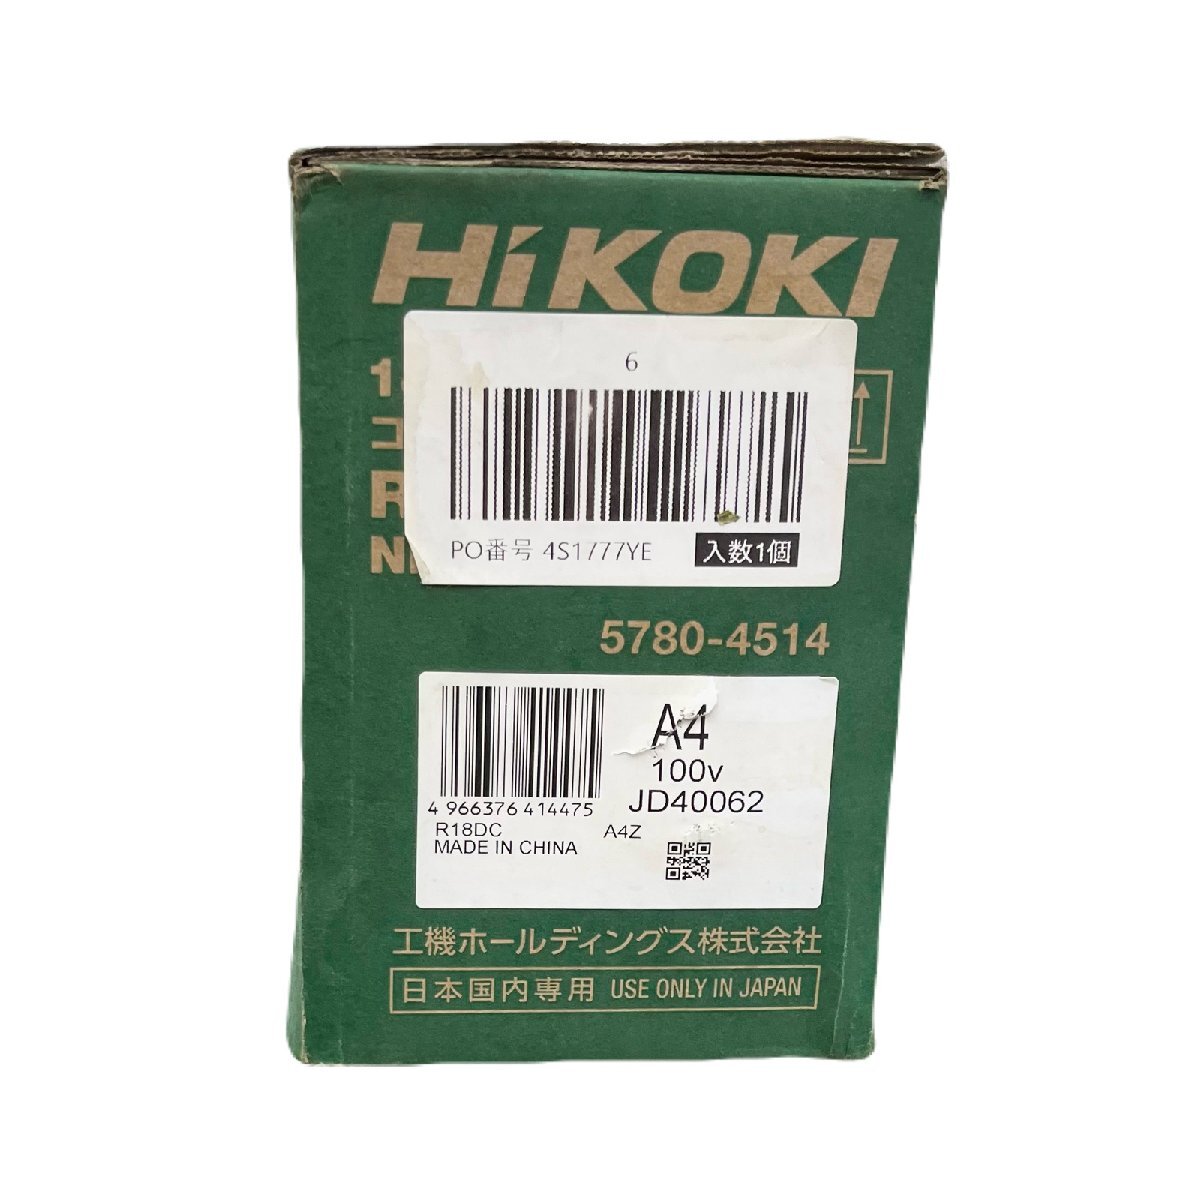 HiKOKI
6
PO番号 4S1777YE
入数1個
5780-4514
A4
100v
4 966376 414475
JD40062
R18DC
A4Z
MADE IN CHINA
工機ホールディングス株式会社
日本国内専用 USE ONLY IN JAPAN